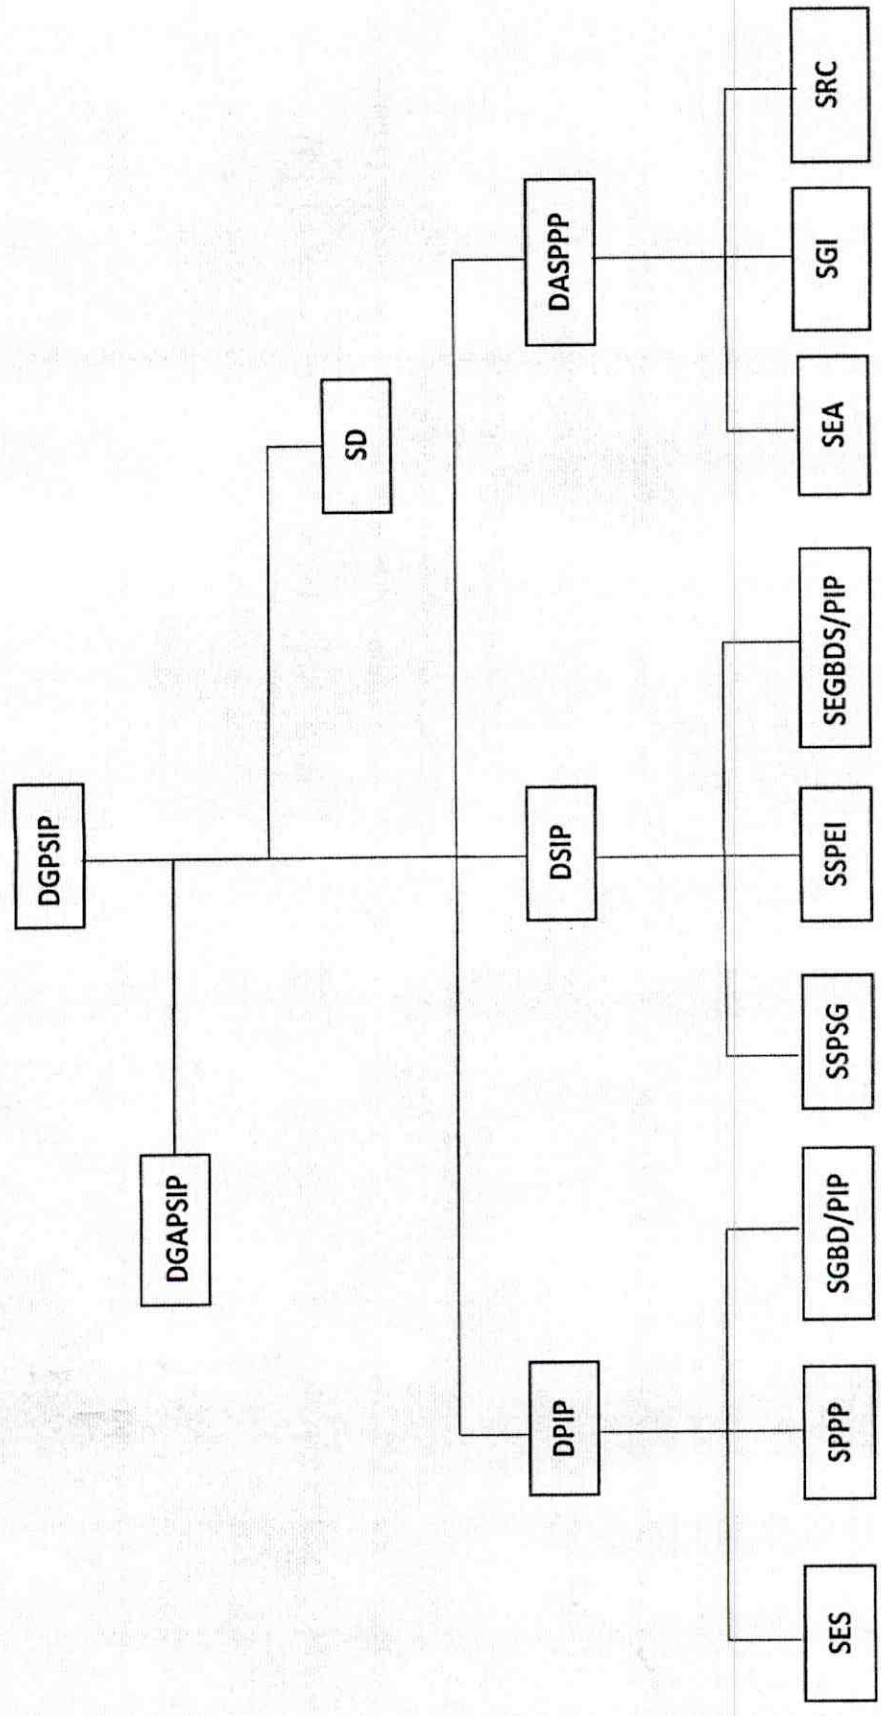 DGPSIP
DGAPSIP
SD
DPIP
DSIP
DASPPP
SES
SPPP
SGBD/PIP
SSPSG
SSPEI
SEGBDS/PIP
SEA
SGI
SRC